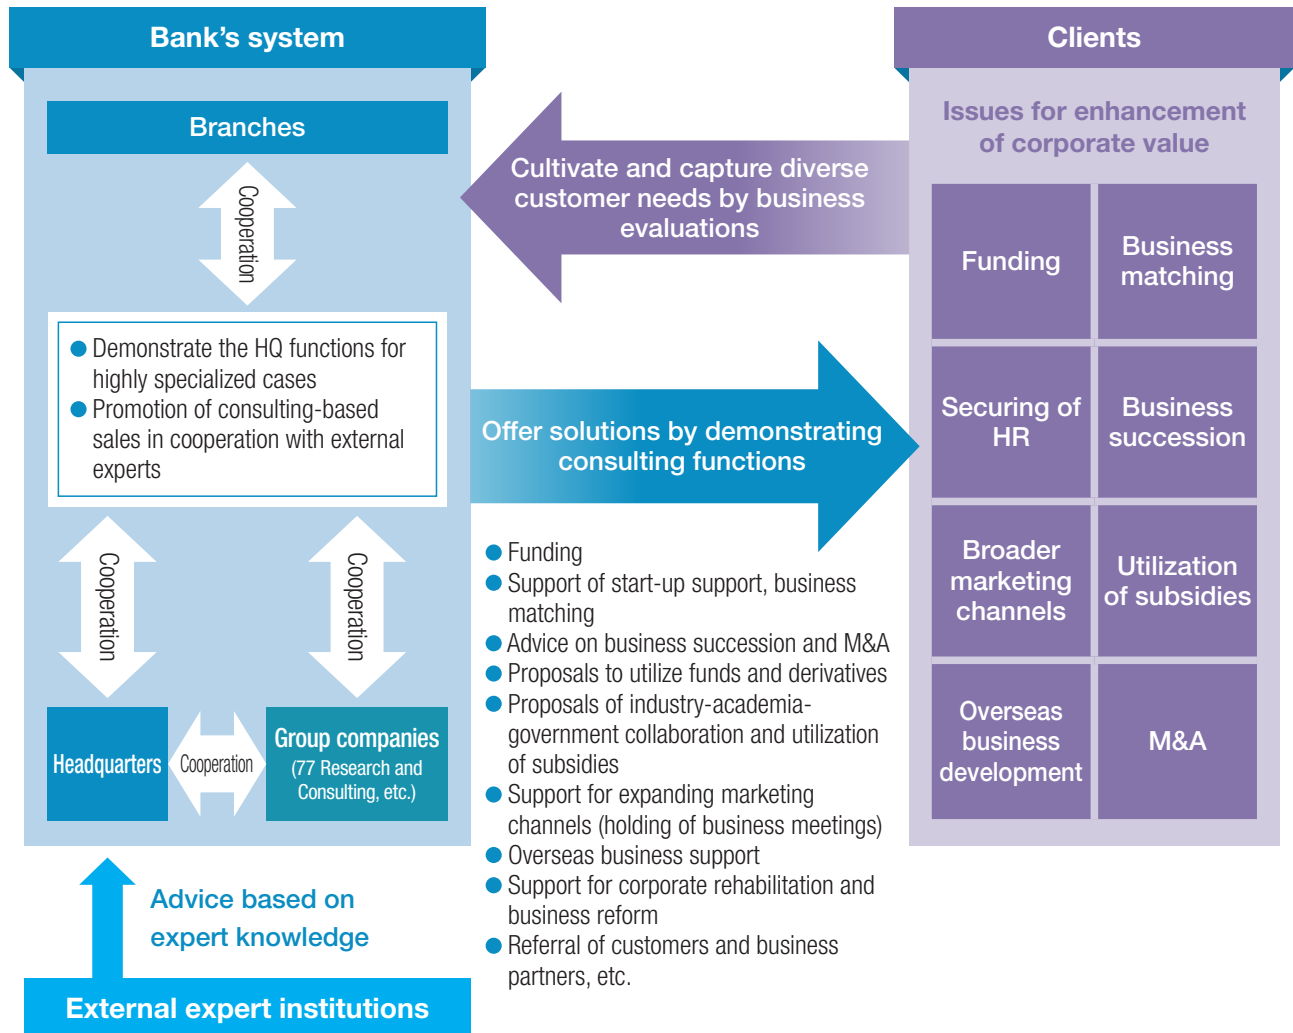 Bank's system
Branches
Cooperation
● Demonstrate the HQ functions for
highly specialized cases
● Promotion of consulting-based
sales in cooperation with external
experts
Cooperation
Cooperation
Headquarters
Cooperation
Group companies
(77 Research and
Consulting, etc.)
Advice based on
expert knowledge
External expert institutions
Cultivate and capture diverse
customer needs by business
evaluations
Offer solutions by demonstrating
consulting functions
● Funding
● Support of start-up support, business
matching
● Advice on business succession and M&A
● Proposals to utilize funds and derivatives
● Proposals of industry-academia-
government collaboration and utilization
of subsidies
● Support for expanding marketing
channels (holding of business meetings)
● Overseas business support
● Support for corporate rehabilitation and
business reform
● Referral of customers and business
partners, etc.
Clients
Issues for enhancement
of corporate value
Funding
Business
matching
Securing of
HR
Business
succession
Broader
marketing
channels
Utilization
of subsidies
Overseas
business
development
M&A